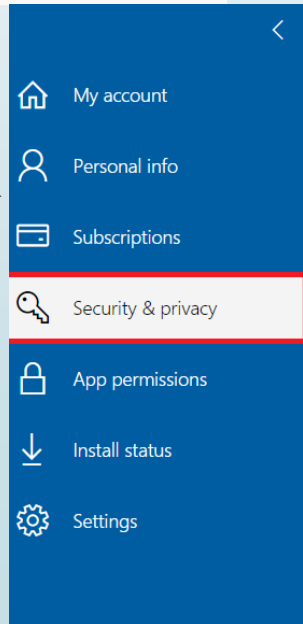 My account
Personal info
Subscriptions
Security & privacy
App permissions
Install status
Settings